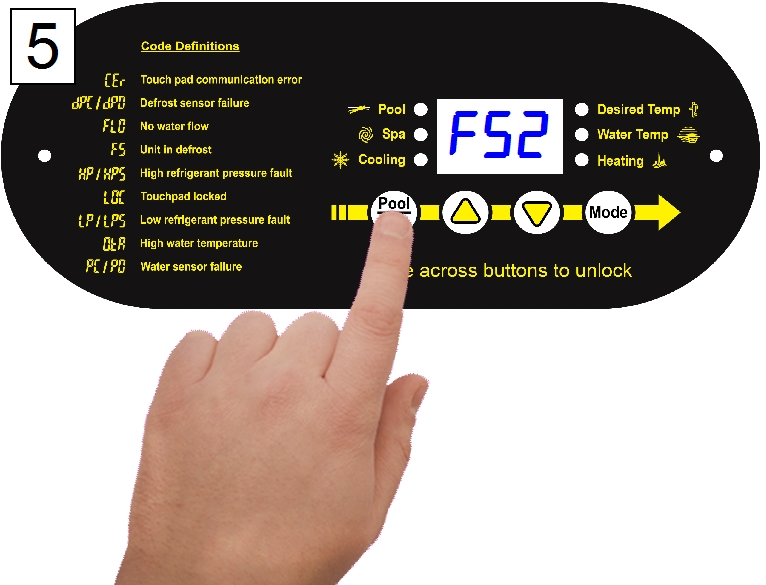 5
Code Definitions
CEr Touch pad communication error
dPC/dPO Defrost sensor failure
FLO No water flow
FS Unit in defrost
HP/HPS High refrigerant pressure fault
LOC Touchpad locked
LP/LPS Low refrigerant pressure fault
OtA High water temperature
PC/PO Water sensor failure
Pool
Spa
Cooling
FS2
Desired Temp
Water Temp
Heating
Pool
Mode
across buttons to unlock